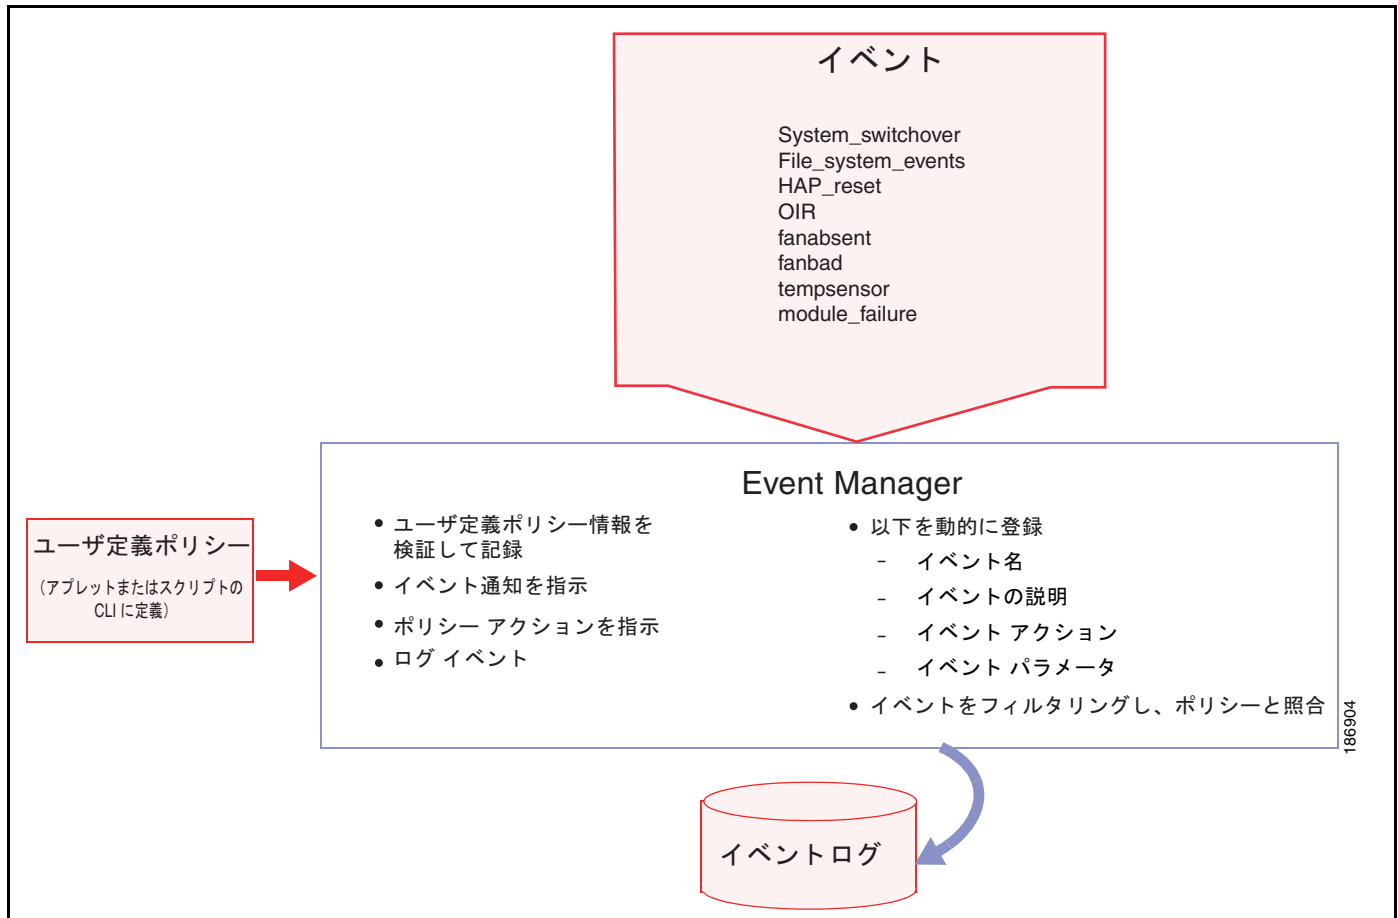 イベント
System_switchover
File_system_events
HAP_reset
OIR
fanabsent
fanbad
tempsensor
module_failure
Event Manager
ユーザ定義ポリシー
（アプレットまたはスクリプトの
CLI に定義）
• ユーザ定義ポリシー情報を
検証して記録
• イベント通知を指示
• ポリシー アクションを指示
• ログ イベント
• 以下を動的に登録
– イベント名
– イベントの説明
– イベント アクション
– イベント パラメータ
• イベントをフィルタリングし、ポリシーと照合
186904
イベントログ